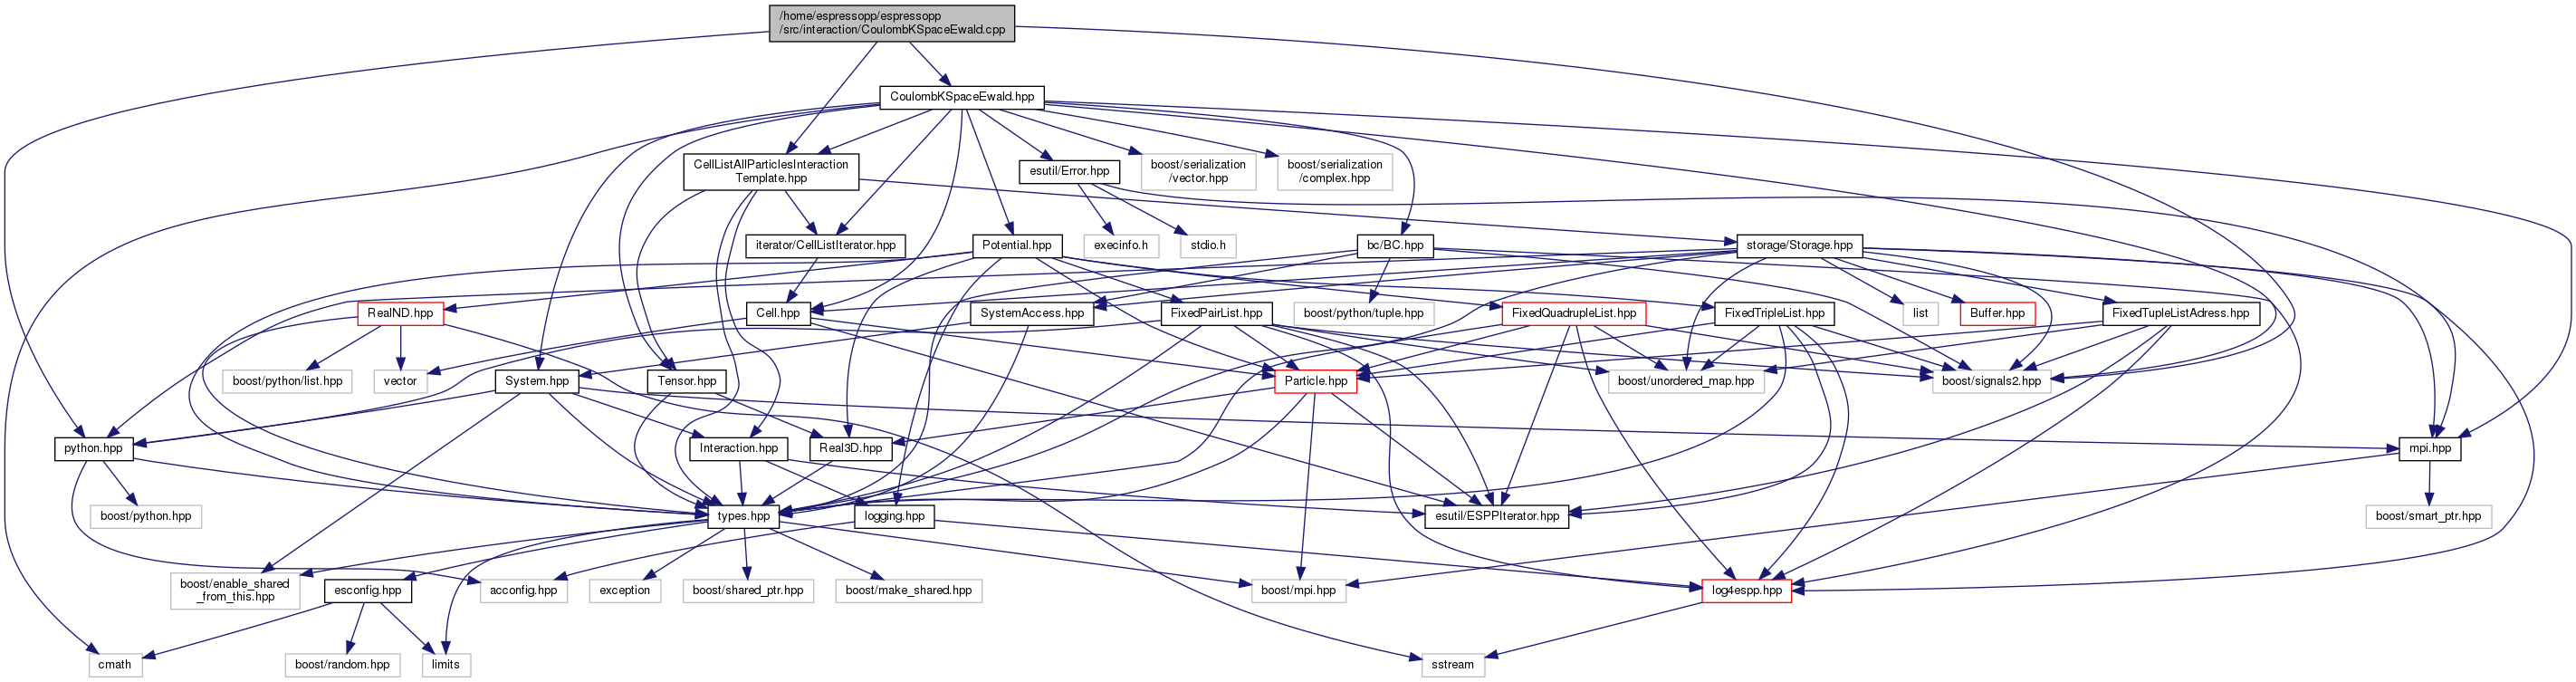 /home/espressopp/espressopp
/src/interaction/CoulombKSpaceEwald.cpp
CoulombKSpaceEwald.hpp
CellListAllParticlesInteraction
Template.hpp
esutil/Error.hpp
boost/serialization
/vector.hpp
boost/serialization
/complex.hpp
iterator/CellListIterator.hpp
Potential.hpp
execinfo.h
stdio.h
bc/BC.hpp
storage/Storage.hpp
RealND.hpp
Cell.hpp
SystemAccess.hpp
FixedPairList.hpp
boost/python/tuple.hpp
FixedQuadrupleList.hpp
FixedTripleList.hpp
list
Buffer.hpp
FixedTupleListAdress.hpp
boost/python/list.hpp
vector
System.hpp
Tensor.hpp
Particle.hpp
boost/unordered_map.hpp
boost/signals2.hpp
python.hpp
Interaction.hpp
Real3D.hpp
mpi.hpp
boost/python.hpp
types.hpp
logging.hpp
esutil/ESPPIterator.hpp
boost/smart_ptr.hpp
boost/enable_shared
_from_this.hpp
esconfig.hpp
acconfig.hpp
exception
boost/shared_ptr.hpp
boost/make_shared.hpp
boost/mpi.hpp
log4espp.hpp
cmath
boost/random.hpp
limits
sstream